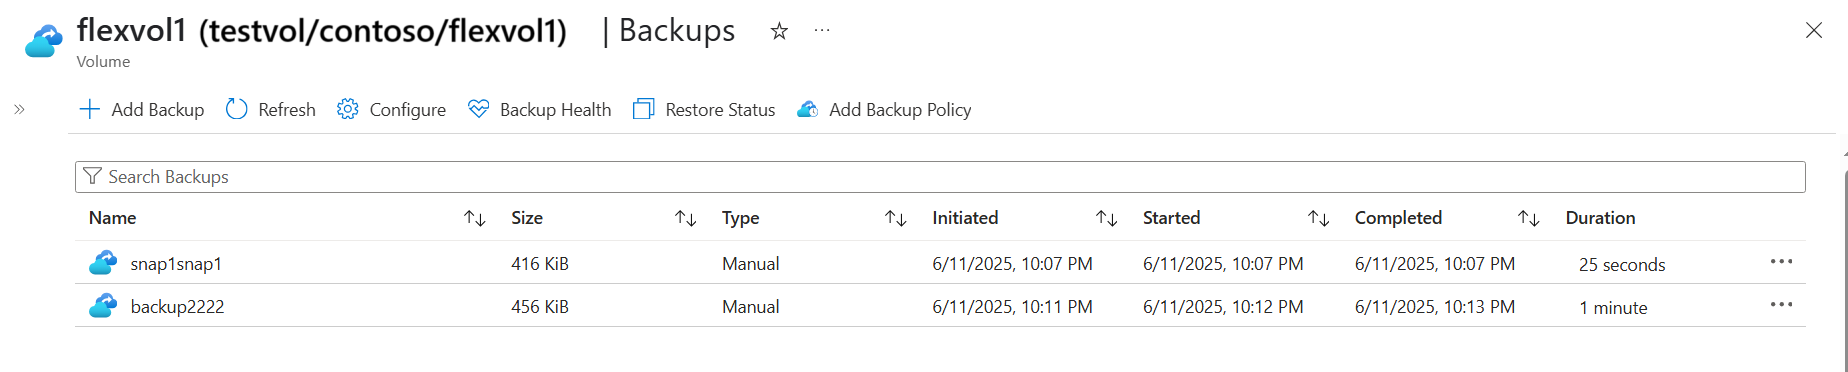 flexvol1 (testvol/contoso/flexvol1) | Backups
Volume
Add Backup Refresh Configure Backup Health Restore Status Add Backup Policy
Search Backups
Name Size Type Initiated Started Completed Duration
snap1snap1 416 KiB Manual 6/11/2025, 10:07 PM 6/11/2025, 10:07 PM 6/11/2025, 10:07 PM 25 seconds
backup2222 456 KiB Manual 6/11/2025, 10:11 PM 6/11/2025, 10:12 PM 6/11/2025, 10:13 PM 1 minute